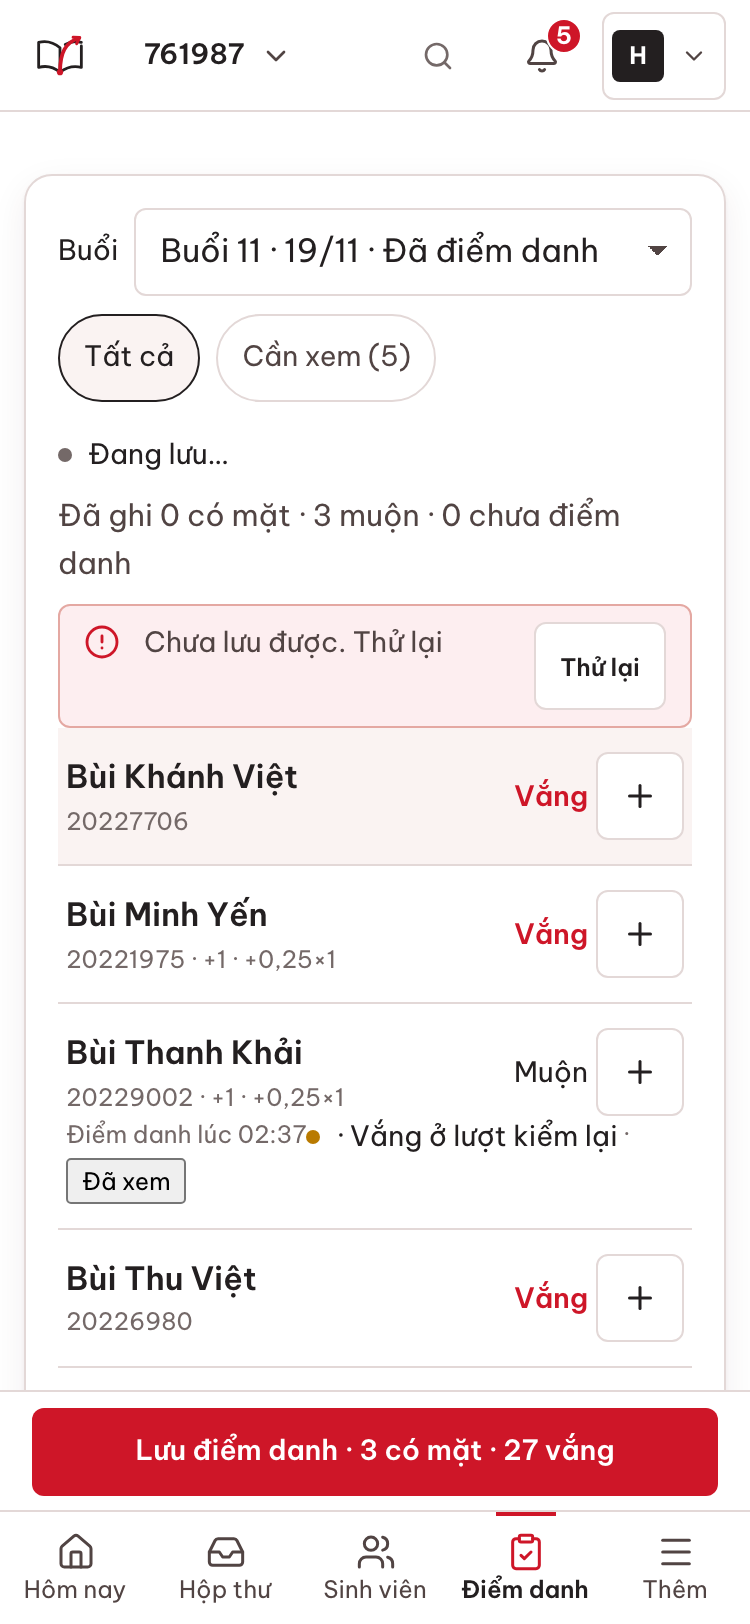 761987
5
H
Buổi
Buổi 11 · 19/11 · Đã điểm danh
Tất cả
Cần xem (5)
Đang lưu...
Đã ghi 0 có mặt · 3 muộn · 0 chưa điểm
danh
Chưa lưu được. Thử lại
Thử lại
Bùi Khánh Việt
20227706
Vắng
Bùi Minh Yến
20221975 · +1 · +0,25×1
Vắng
Bùi Thanh Khải
20229002 · +1 · +0,25×1
Muộn
Điểm danh lúc 02:37 · Vắng ở lượt kiểm lại ·
Đã xem
Bùi Thu Việt
20226980
Vắng
Lưu điểm danh · 3 có mặt · 27 vắng
Hôm nay
Hộp thư
Sinh viên
Điểm danh
Thêm